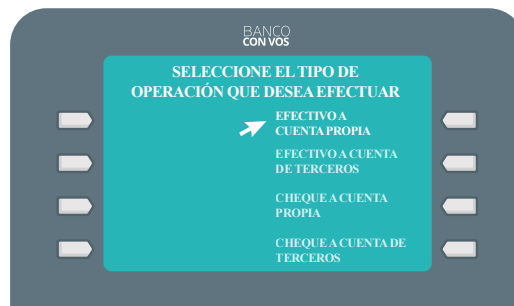 BANCO
CON VOS
SELECCIONE EL TIPO DE
OPERACIÓN QUE DESEA EFECTUAR
EFECTIVO A
CUENTA PROPIA
EFECTIVO A CUENTA
DE TERCEROS
CHEQUE A CUENTA
PROPIA
CHEQUE A CUENTA DE
TERCEROS